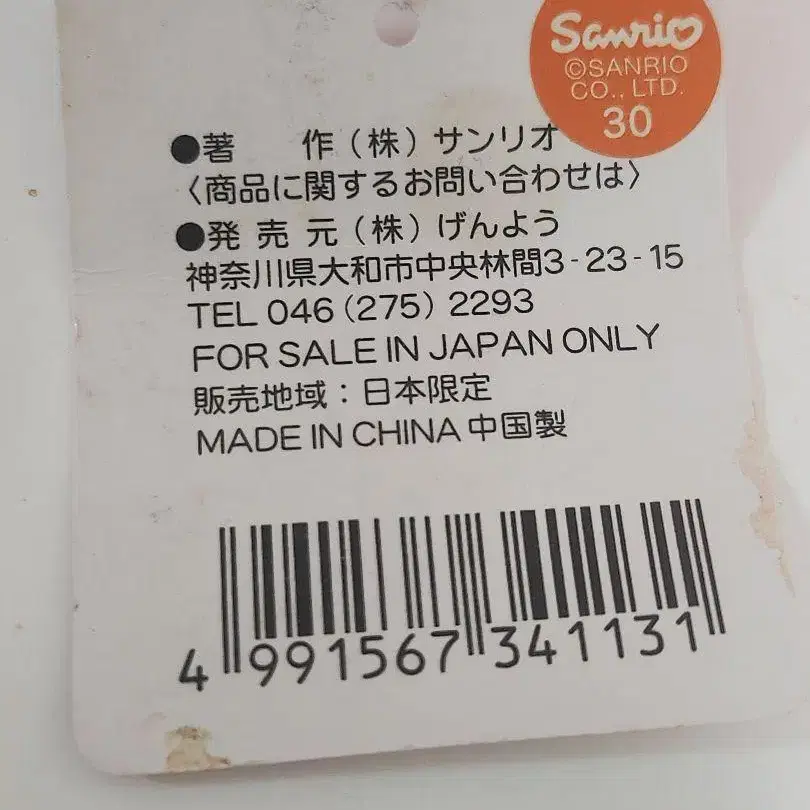 Sanrio
©SANRIO
CO., LTD.
30
●著 作（株）サンリオ
〈商品に関するお問い合わせは〉
●発 売 元（株）げんよう
神奈川県大和市中央林間3-23-15
TEL 046（275）2293
FOR SALE IN JAPAN ONLY
販売地域：日本限定
MADE IN CHINA 中国製
4 991567 341131